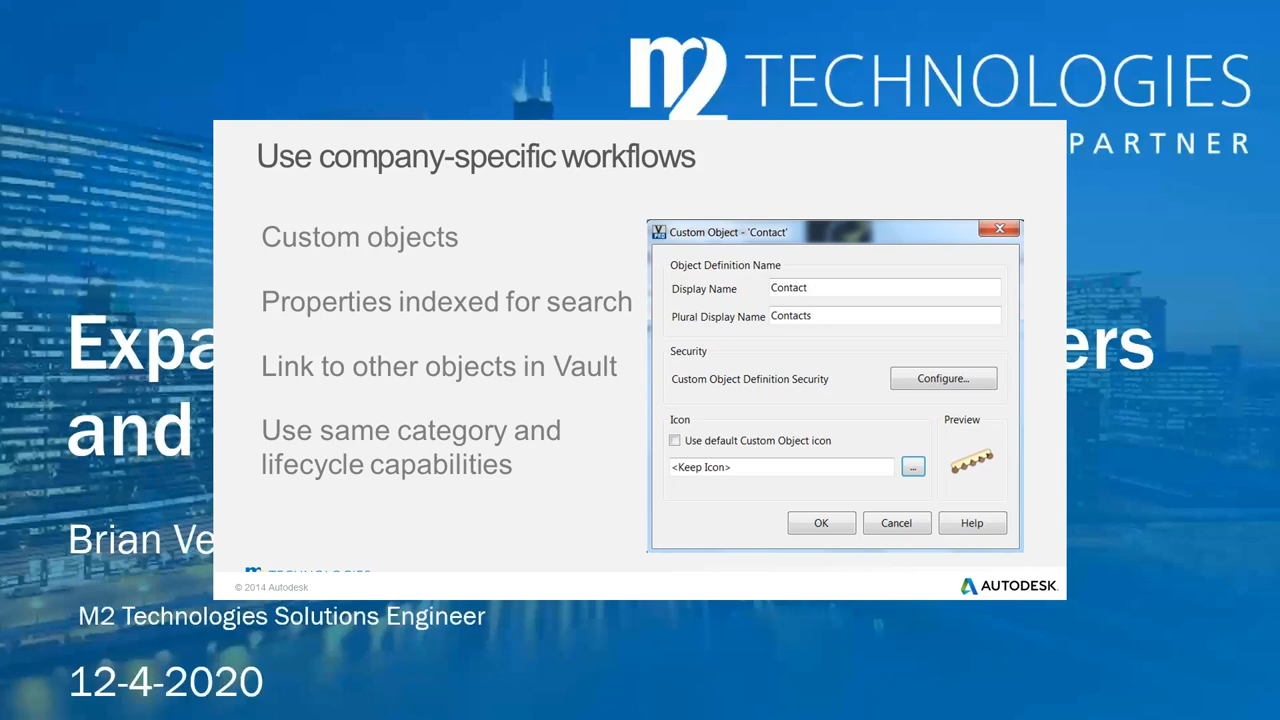 m2 TECHNOLOGIES
PARTNER
Use company-specific workflows
Custom objects
Properties indexed for search
Link to other objects in Vault
Use same category and
lifecycle capabilities
Custom Object - 'Contact'
Object Definition Name
Display Name Contact
Plural Display Name Contacts
Security
Custom Object Definition Security Configure...
Icon
Use default Custom Object icon
<Keep Icon> ...
Preview
OK Cancel Help
© 2014 Autodesk
AUTODESK
Expa
ers
and
Brian Ve
M2 Technologies Solutions Engineer
12-4-2020